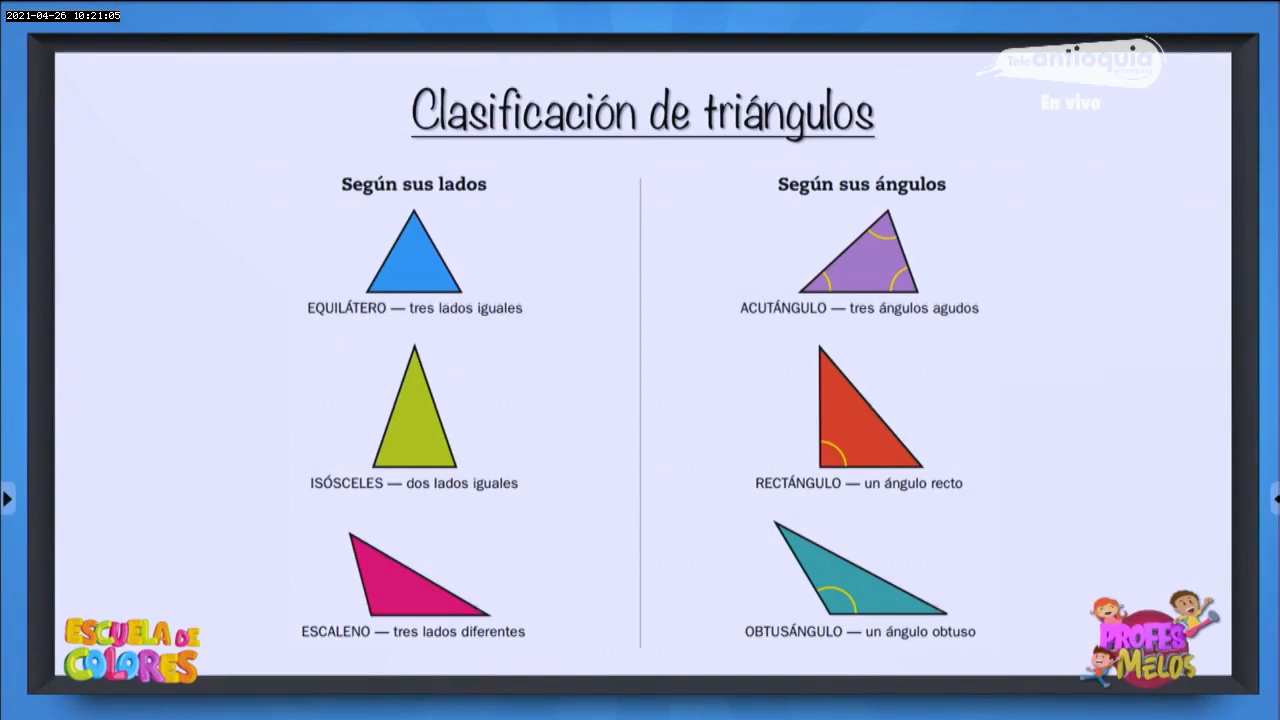 2021-04-26 10:21:05
Teleantioquia
En vivo
Clasificación de triángulos
Según sus lados
EQUILÁTERO — tres lados iguales
ISÓSCELES — dos lados iguales
ESCALENO — tres lados diferentes
Según sus ángulos
ACUTÁNGULO — tres ángulos agudos
RECTÁNGULO — un ángulo recto
OBTUSÁNGULO — un ángulo obtuso
ESCUELA DE
COLORES
PROFES
MELOS